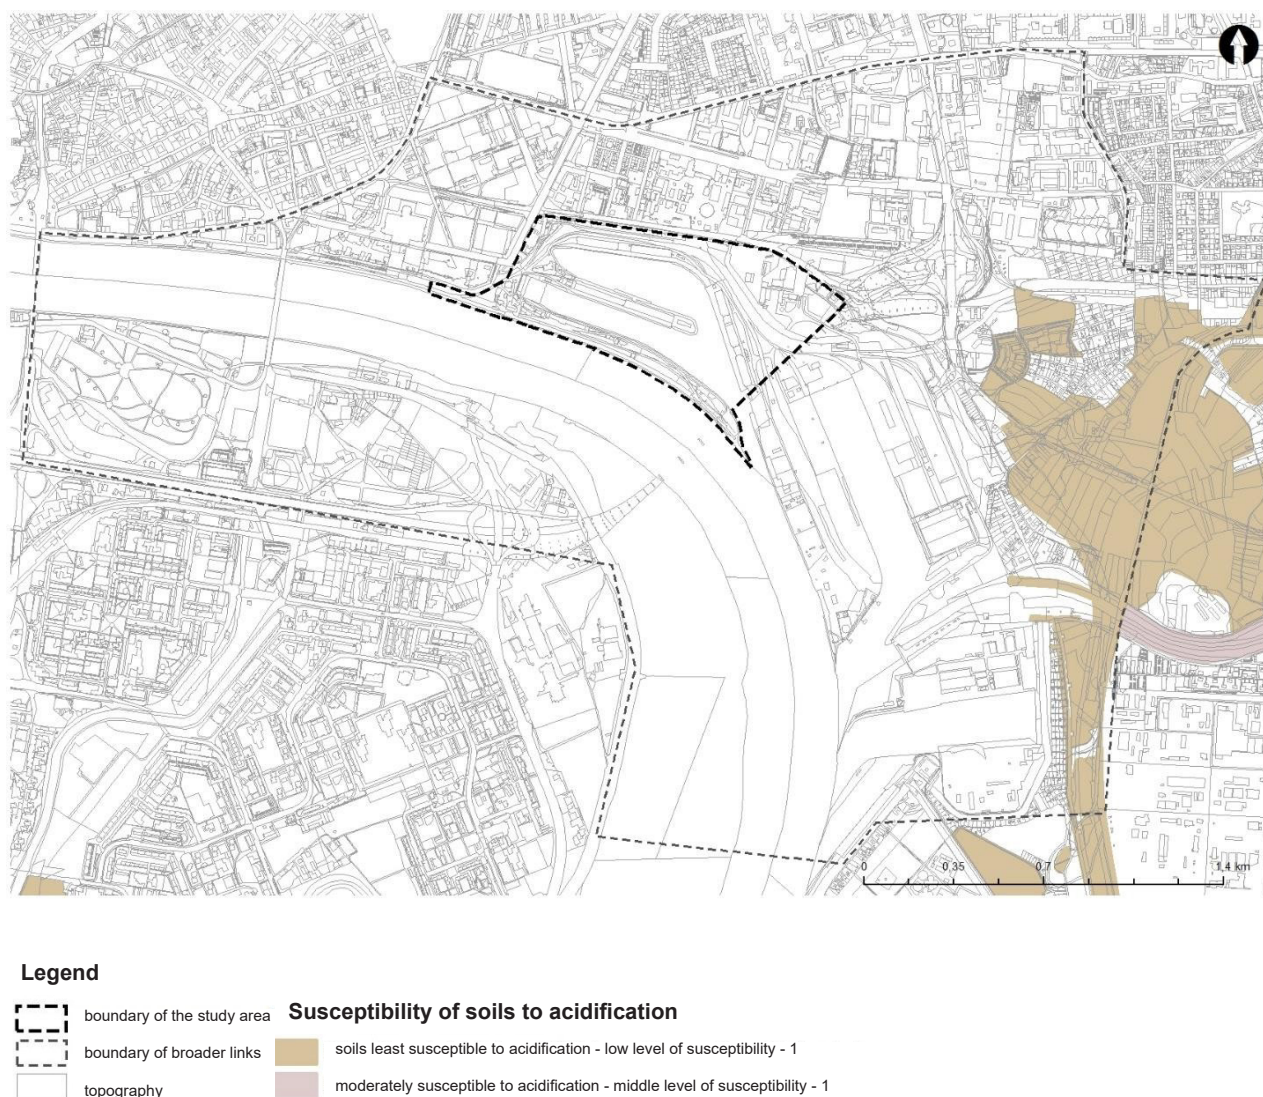 0 0.35 0.7 1.4 km
Legend
boundary of the study area
boundary of broader links
topography
Susceptibility of soils to acidification
soils least susceptible to acidification - low level of susceptibility - 1
moderately susceptible to acidification - middle level of susceptibility - 1